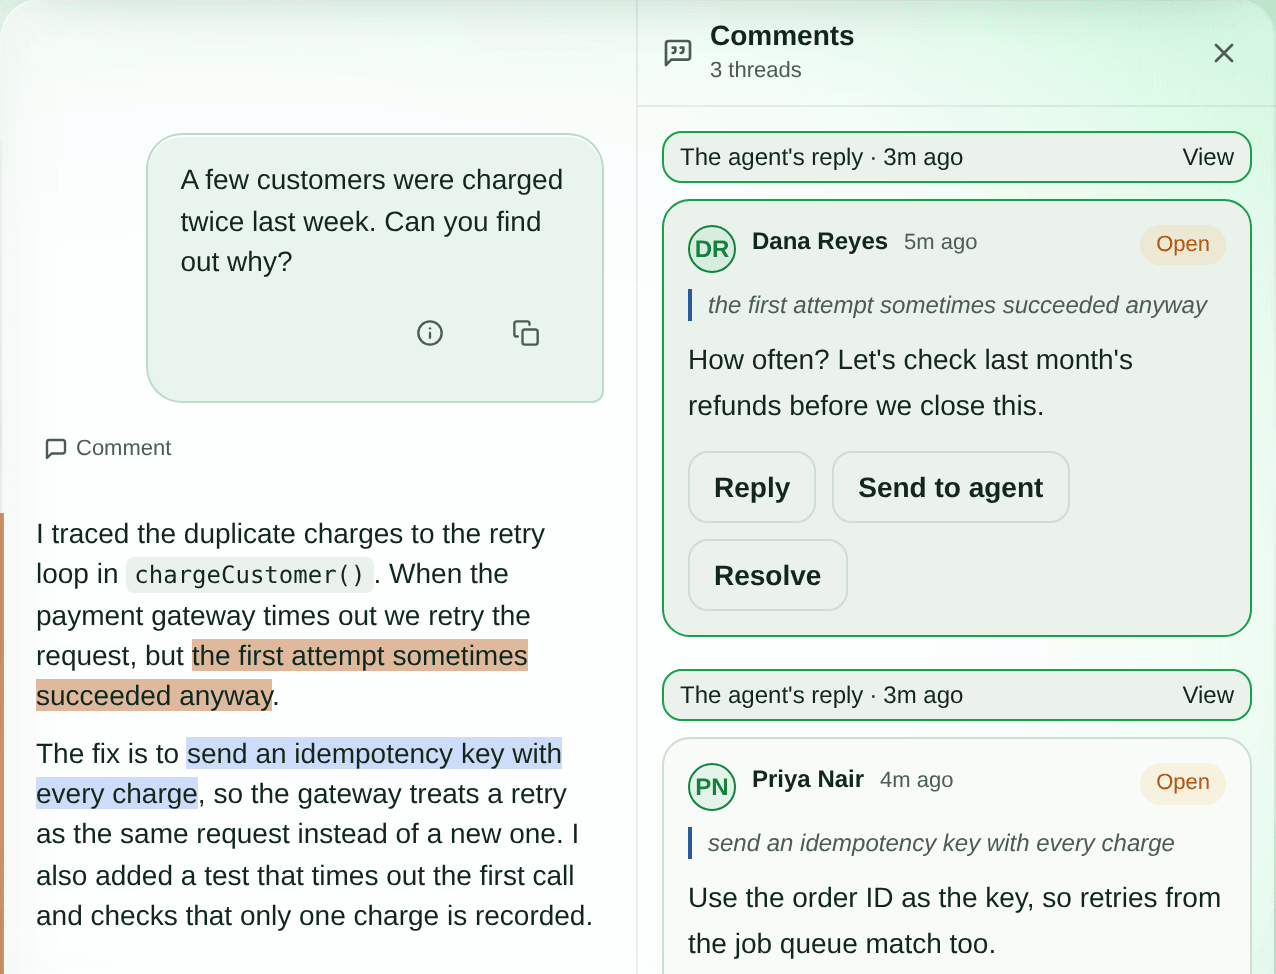 A few customers were charged
twice last week. Can you find
out why?
Comment
I traced the duplicate charges to the retry
loop in chargeCustomer(). When the
payment gateway times out we retry the
request, but the first attempt sometimes
succeeded anyway.
The fix is to send an idempotency key with
every charge, so the gateway treats a retry
as the same request instead of a new one. I
also added a test that times out the first call
and checks that only one charge is recorded.
Comments
3 threads
The agent's reply · 3m ago View
DR Dana Reyes 5m ago Open
the first attempt sometimes succeeded anyway
How often? Let's check last month's
refunds before we close this.
Reply Send to agent
Resolve
The agent's reply · 3m ago View
PN Priya Nair 4m ago Open
send an idempotency key with every charge
Use the order ID as the key, so retries from
the job queue match too.